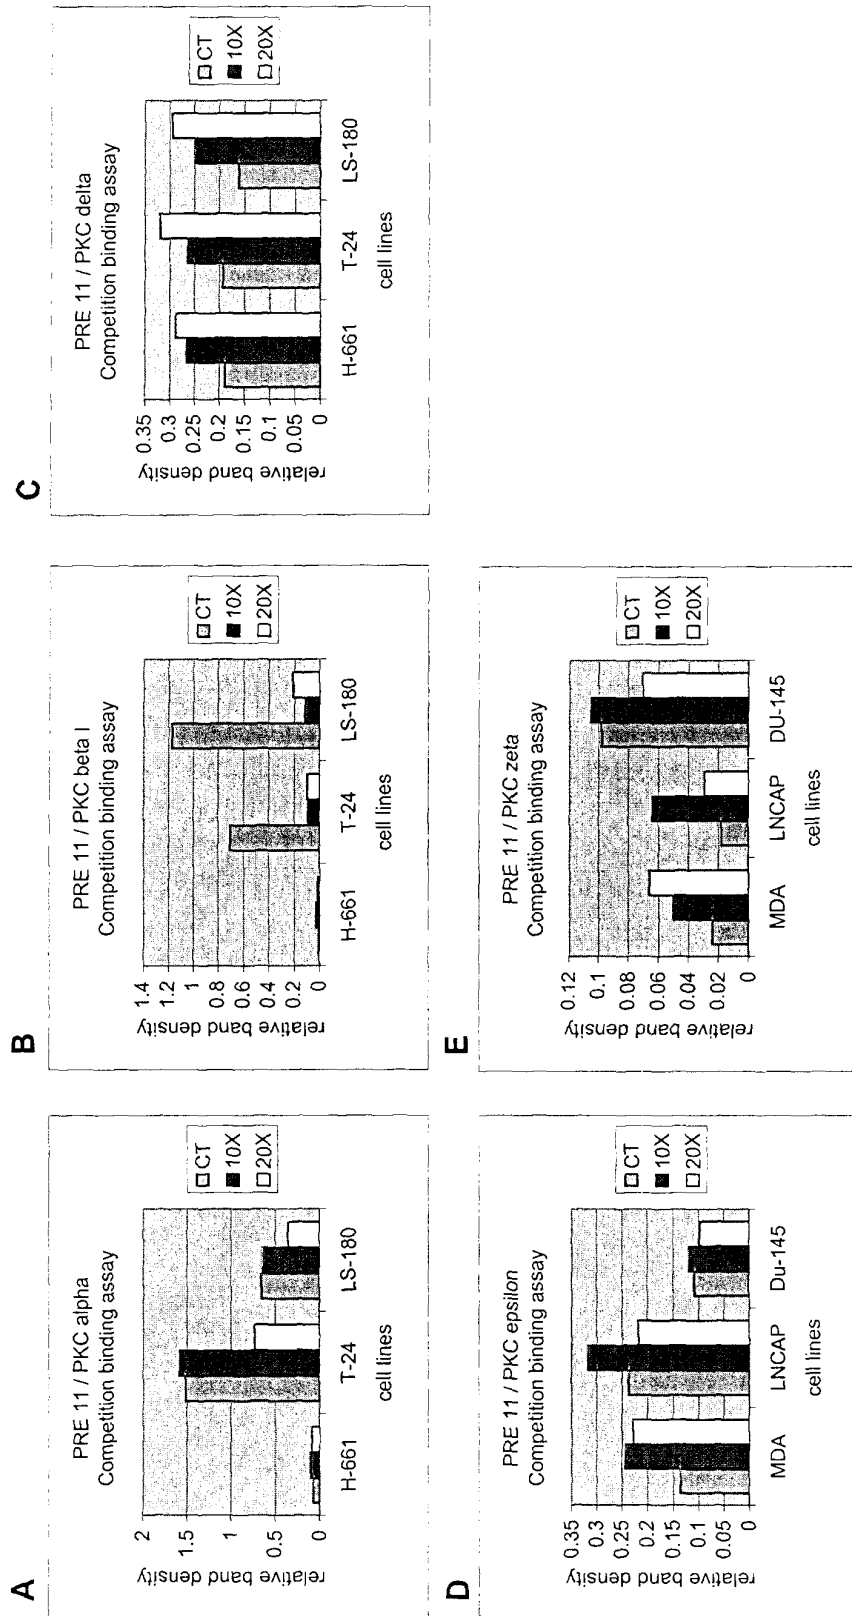 A
PRE 11 / PKC alpha
Competition binding assay
relative band density
2
1.5
1
0.5
0
H-661
T-24
LS-180
cell lines
CT
10X
20X
B
PRE 11 / PKC beta I
Competition binding assay
relative band density
1.4
1.2
1
0.8
0.6
0.4
0.2
0
H-661
T-24
LS-180
cell lines
CT
10X
20X
C
PRE 11 / PKC delta
Competition binding assay
relative band density
0.35
0.3
0.25
0.2
0.15
0.1
0.05
0
H-661
T-24
LS-180
cell lines
CT
10X
20X
D
PRE 11 / PKC epsilon
Competition binding assay
relative band density
0.35
0.3
0.25
0.2
0.15
0.1
0.05
0
MDA
LNCAP
Du-145
cell lines
CT
10X
20X
E
PRE 11 / PKC zeta
Competition binding assay
relative band density
0.12
0.1
0.08
0.06
0.04
0.02
0
MDA
LNCAP
DU-145
cell lines
CT
10X
20X